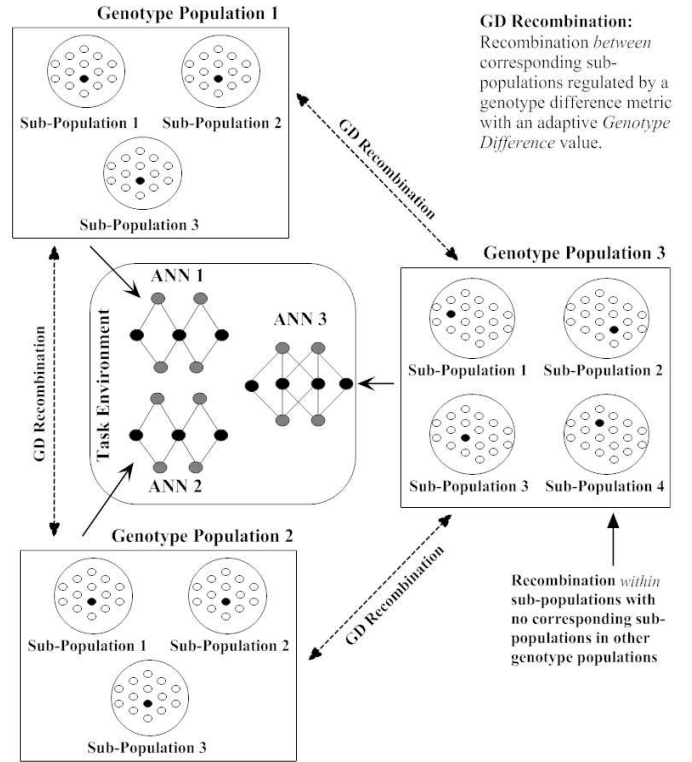 Genotype Population 1
Sub-Population 1
Sub-Population 2
Sub-Population 3
GD Recombination:
Recombination between
corresponding sub-
populations regulated by a
genotype difference metric
with an adaptive Genotype
Difference value.
GD Recombination
GD Recombination
Task Environment
ANN 1
ANN 3
ANN 2
Genotype Population 3
Sub-Population 1
Sub-Population 2
Sub-Population 3
Sub-Population 4
Genotype Population 2
Sub-Population 1
Sub-Population 2
Sub-Population 3
GD Recombination
Recombination within
sub-populations with
no corresponding sub-
populations in other
genotype populations